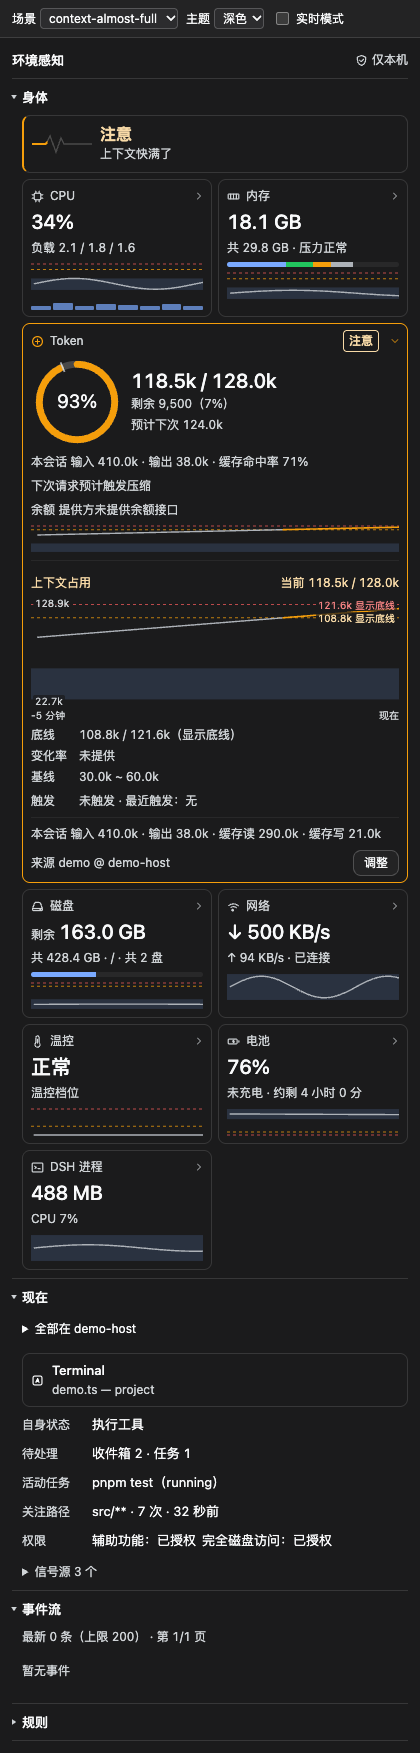 场景 context-almost-full 主题 深色 实时模式
环境感知 仅本机
身体
注意
上下文快满了
CPU
34%
负载 2.1 / 1.8 / 1.6
内存
18.1 GB
共 29.8 GB · 压力正常
Token 注意
93%
118.5k / 128.0k
剩余 9,500（7%）
预计下次 124.0k
本会话 输入 410.0k · 输出 38.0k · 缓存命中率 71%
下次请求预计触发压缩
余额 提供方未提供余额接口
上下文占用 当前 118.5k / 128.0k
128.9k
121.6k 显示底线
108.8k 显示底线
22.7k
-5 分钟 现在
底线 108.8k / 121.6k（显示底线）
变化率 未提供
基线 30.0k ~ 60.0k
触发 未触发 · 最近触发：无
本会话 输入 410.0k · 输出 38.0k · 缓存读 290.0k · 缓存写 21.0k
来源 demo @ demo-host 调整
磁盘
剩余 163.0 GB
共 428.4 GB · / · 共 2 盘
网络
↓ 500 KB/s
↑ 94 KB/s · 已连接
温控
正常
温控档位
电池
76%
未充电 · 约剩 4 小时 0 分
DSH 进程
488 MB
CPU 7%
现在
全部在 demo-host
Terminal
demo.ts — project
自身状态 执行工具
待处理 收件箱 2 · 任务 1
活动任务 pnpm test（running）
关注路径 src/** · 7 次 · 32 秒前
权限 辅助功能：已授权 完全磁盘访问：已授权
信号源 3 个
事件流
最新 0 条（上限 200） · 第 1/1 页
暂无事件
规则